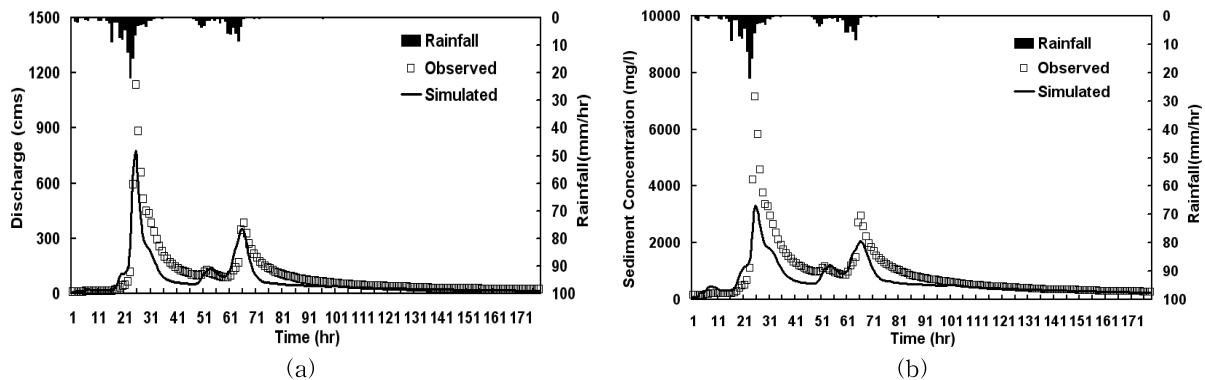 1500
1200
900
600
300
0
Discharge (cms)
0
10
20
30
40
50
60
70
80
90
100
Rainfall(mm/hr)
Rainfall
Observed
Simulated
1 11 21 31 41 51 61 71 81 91 101 111 121 131 141 151 161 171
Time (hr)
(a)
10000
8000
6000
4000
2000
0
Sediment Concentration (mg/l)
0
10
20
30
40
50
60
70
80
90
100
Rainfall(mm/hr)
Rainfall
Observed
Simulated
1 11 21 31 41 51 61 71 81 91 101 111 121 131 141 151 161 171
Time (hr)
(b)